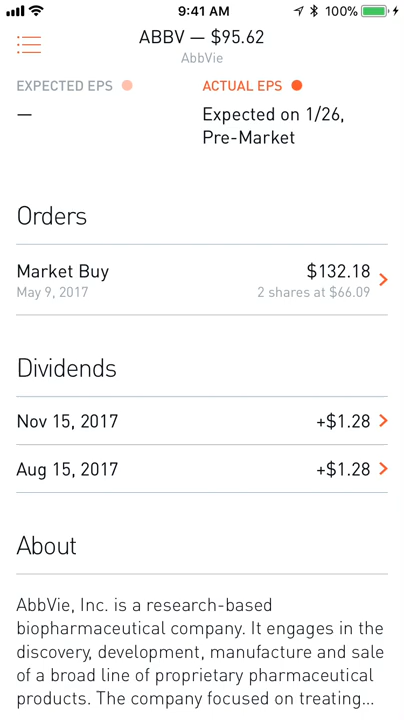 9:41 AM
100%
ABBV — $95.62
AbbVie
EXPECTED EPS
ACTUAL EPS
—
Expected on 1/26,
Pre-Market
Orders
Market Buy
$132.18
May 9, 2017
2 shares at $66.09
Dividends
Nov 15, 2017
+$1.28
Aug 15, 2017
+$1.28
About
AbbVie, Inc. is a research-based
biopharmaceutical company. It engages in the
discovery, development, manufacture and sale
of a broad line of proprietary pharmaceutical
products. The company focused on treating...